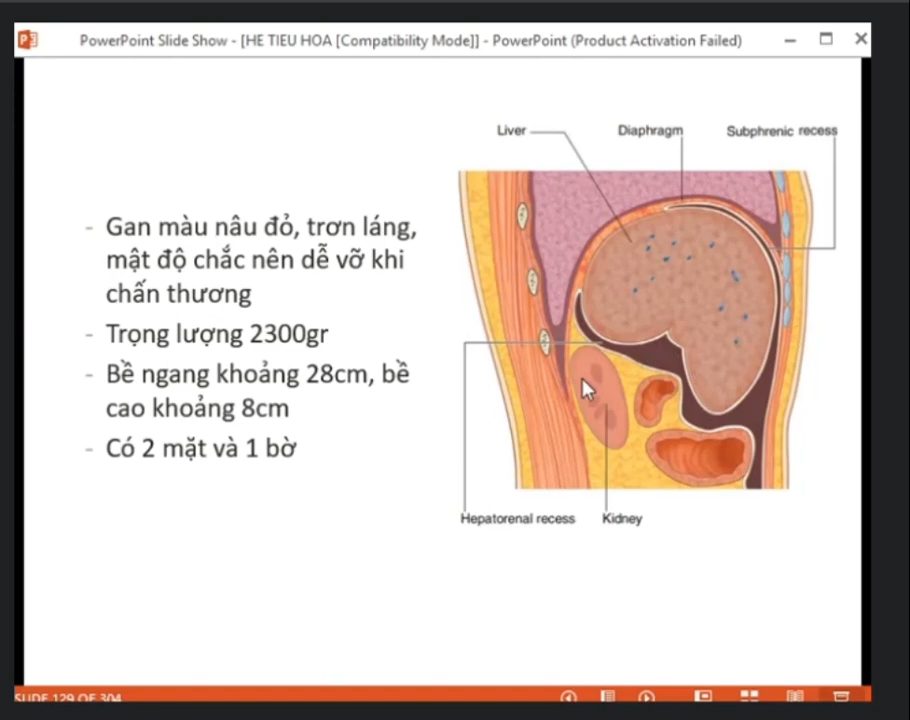 PowerPoint Slide Show - [HE TIEU HOA [Compatibility Mode]] - PowerPoint (Product Activation Failed)
Liver
Diaphragm
Subphrenic recess
- Gan màu nâu đỏ, trơn láng,
mật độ chắc nên dễ vỡ khi
chấn thương
- Trọng lượng 2300gr
- Bề ngang khoảng 28cm, bề
cao khoảng 8cm
- Có 2 mặt và 1 bờ
Hepatorenal recess
Kidney
SLIDE 129 OF 304